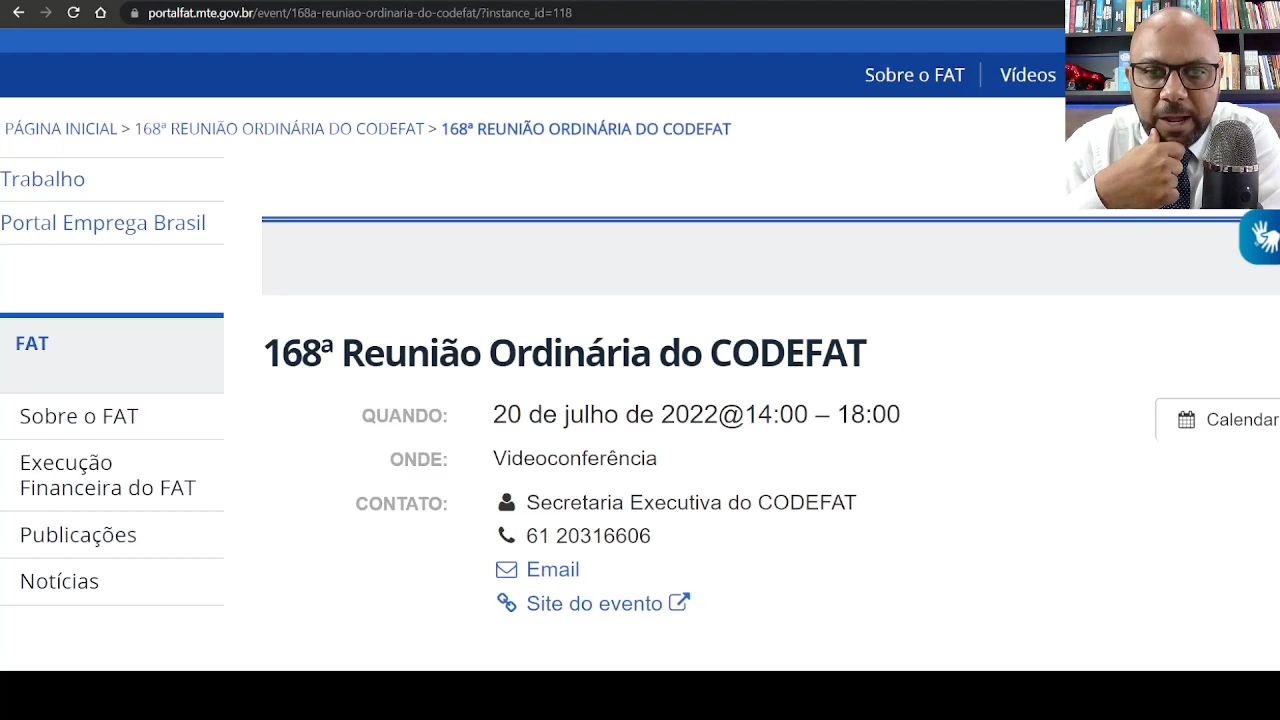 portalfat.mte.gov.br/event/168a-reuniao-ordinaria-do-codefat/?instance_id=118
Sobre o FAT
Vídeos
PÁGINA INICIAL > 168ª REUNIÃO ORDINÁRIA DO CODEFAT > 168ª REUNIÃO ORDINÁRIA DO CODEFAT
Trabalho
Portal Emprega Brasil
FAT
Sobre o FAT
Execução
Financeira do FAT
Publicações
Notícias
168ª Reunião Ordinária do CODEFAT
QUANDO: 20 de julho de 2022@14:00 – 18:00
Calendar
ONDE: Videoconferência
CONTATO: Secretaria Executiva do CODEFAT
61 20316606
Email
Site do evento